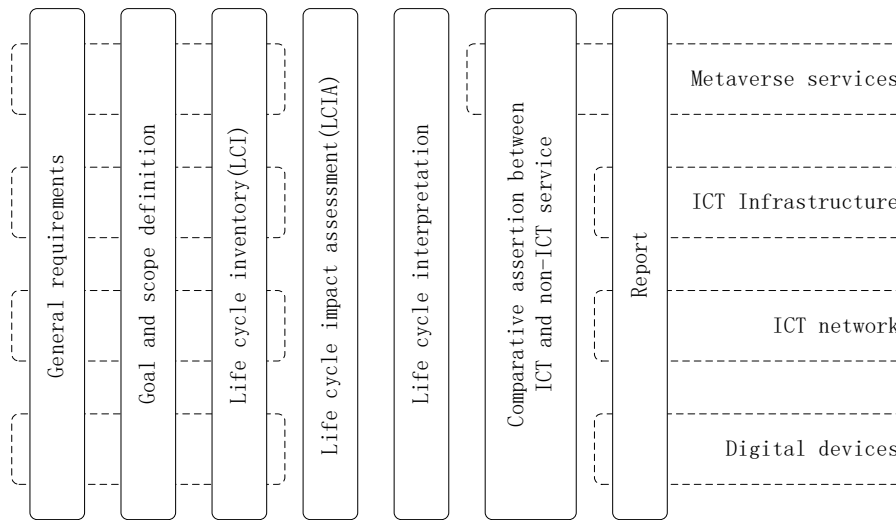 General requirements
Goal and scope definition
Life cycle inventory(LCI)
Life cycle impact assessment(LCIA)
Life cycle interpretation
Comparative assertion between
ICT and non-ICT service
Report
Metaverse services
ICT Infrastructure
ICT network
Digital devices